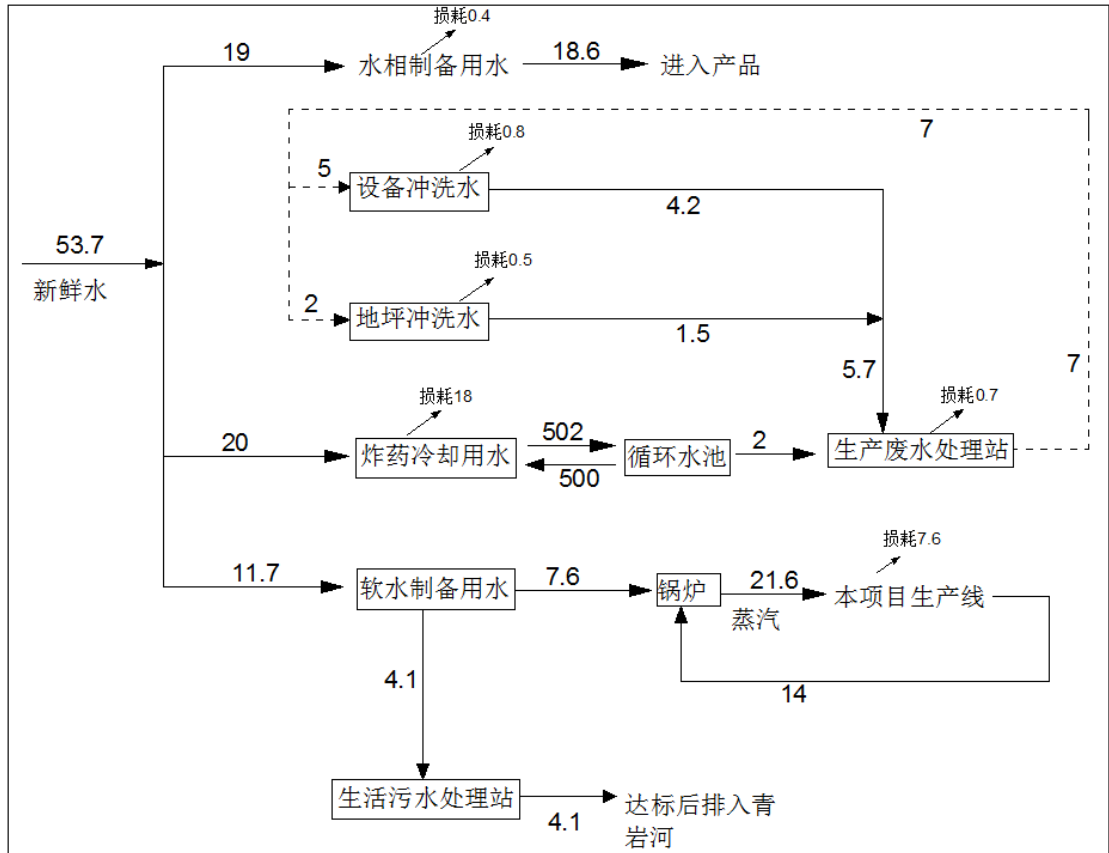 损耗0.4
19
水相制备用水
18.6
进入产品
7
损耗0.8
5
设备冲洗水
4.2
53.7
新鲜水
损耗0.5
2
地坪冲洗水
1.5
5.7
7
损耗18
损耗0.7
20
炸药冷却用水
502
500
循环水池
2
生产废水处理站
损耗7.6
11.7
软水制备用水
7.6
锅炉
21.6
蒸汽
本项目生产线
14
4.1
生活污水处理站
4.1
达标后排入青
岩河